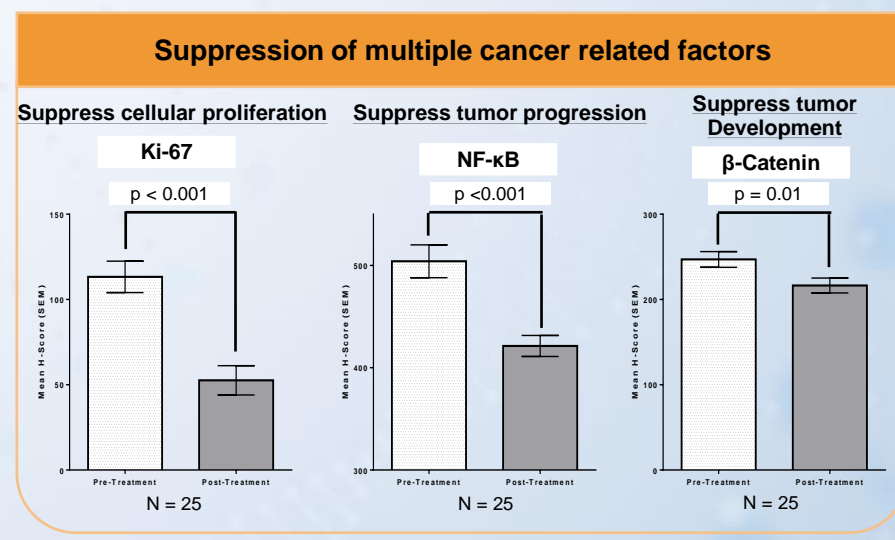 Suppression of multiple cancer related factors
Suppress cellular proliferation
Ki-67
p < 0.001
150
100
50
0
Mean H-Score (SEM)
Pre-Treatment
Post-Treatment
N = 25
Suppress tumor progression
NF-κB
p <0.001
500
400
300
Mean H-Score (SEM)
Pre-Treatment
Post-Treatment
N = 25
Suppress tumor
Development
β-Catenin
p = 0.01
300
200
100
0
Mean H-Score (SEM)
Pre-Treatment
Post-Treatment
N = 25